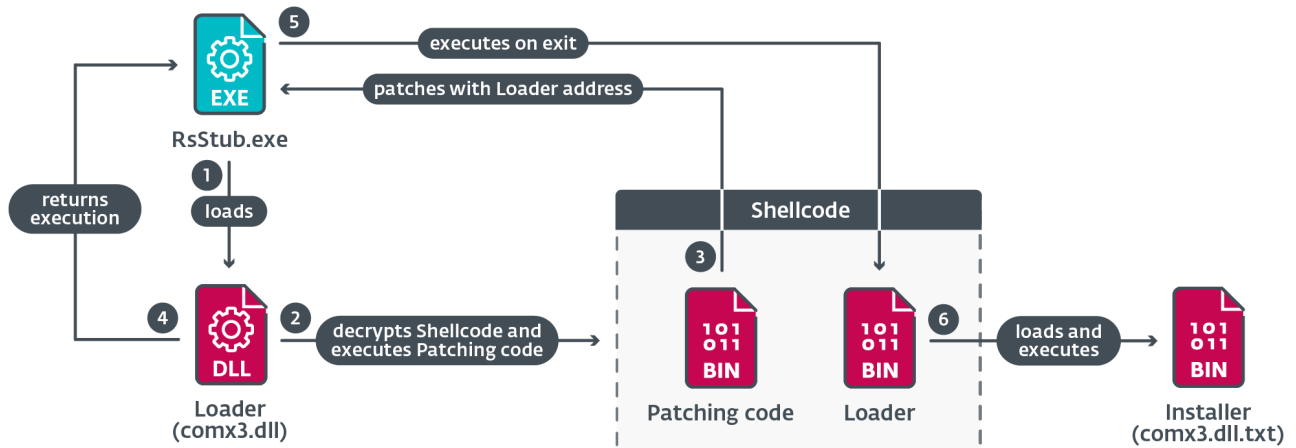 5
executes on exit
patches with Loader address
EXE
RsStub.exe
1
returns
execution
loads
Shellcode
3
4
2
decrypts Shellcode and
executes Patching code
6
loads and
executes
DLL
101
011
BIN
101
011
BIN
101
011
BIN
Loader
(comx3.dll)
Patching code
Loader
Installer
(comx3.dll.txt)